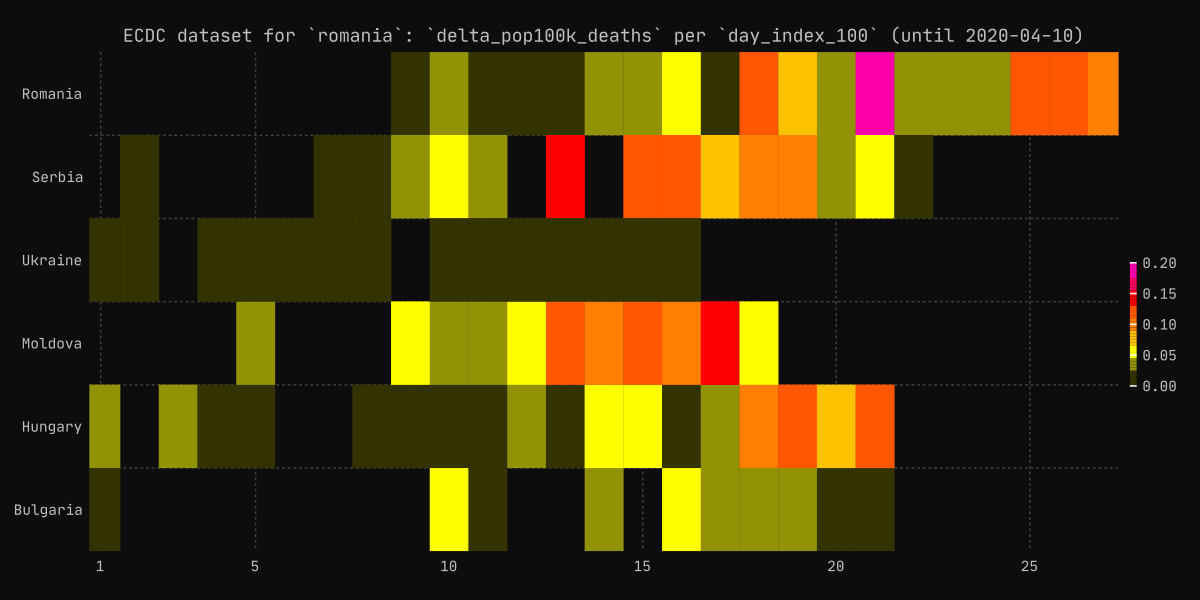 ECDC dataset for `romania`: `delta_pop100k_deaths` per `day_index_100` (until 2020-04-10)
Romania
Serbia
Ukraine
Moldova
Hungary
Bulgaria
1 5 10 15 20 25
0.20
0.15
0.10
0.05
0.00